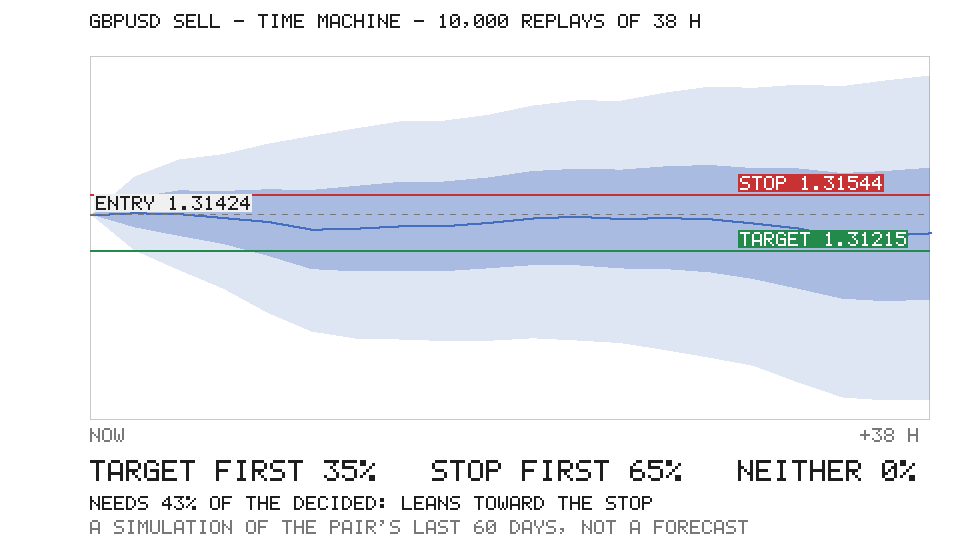 GBPUSD SELL – TIME MACHINE – 10,000 REPLAYS OF 38 H
STOP 1.31544
ENTRY 1.31424
TARGET 1.31215
NOW +38 H
TARGET FIRST 35% STOP FIRST 65% NEITHER 0%
NEEDS 43% OF THE DECIDED: LEANS TOWARD THE STOP
A SIMULATION OF THE PAIR'S LAST 60 DAYS, NOT A FORECAST